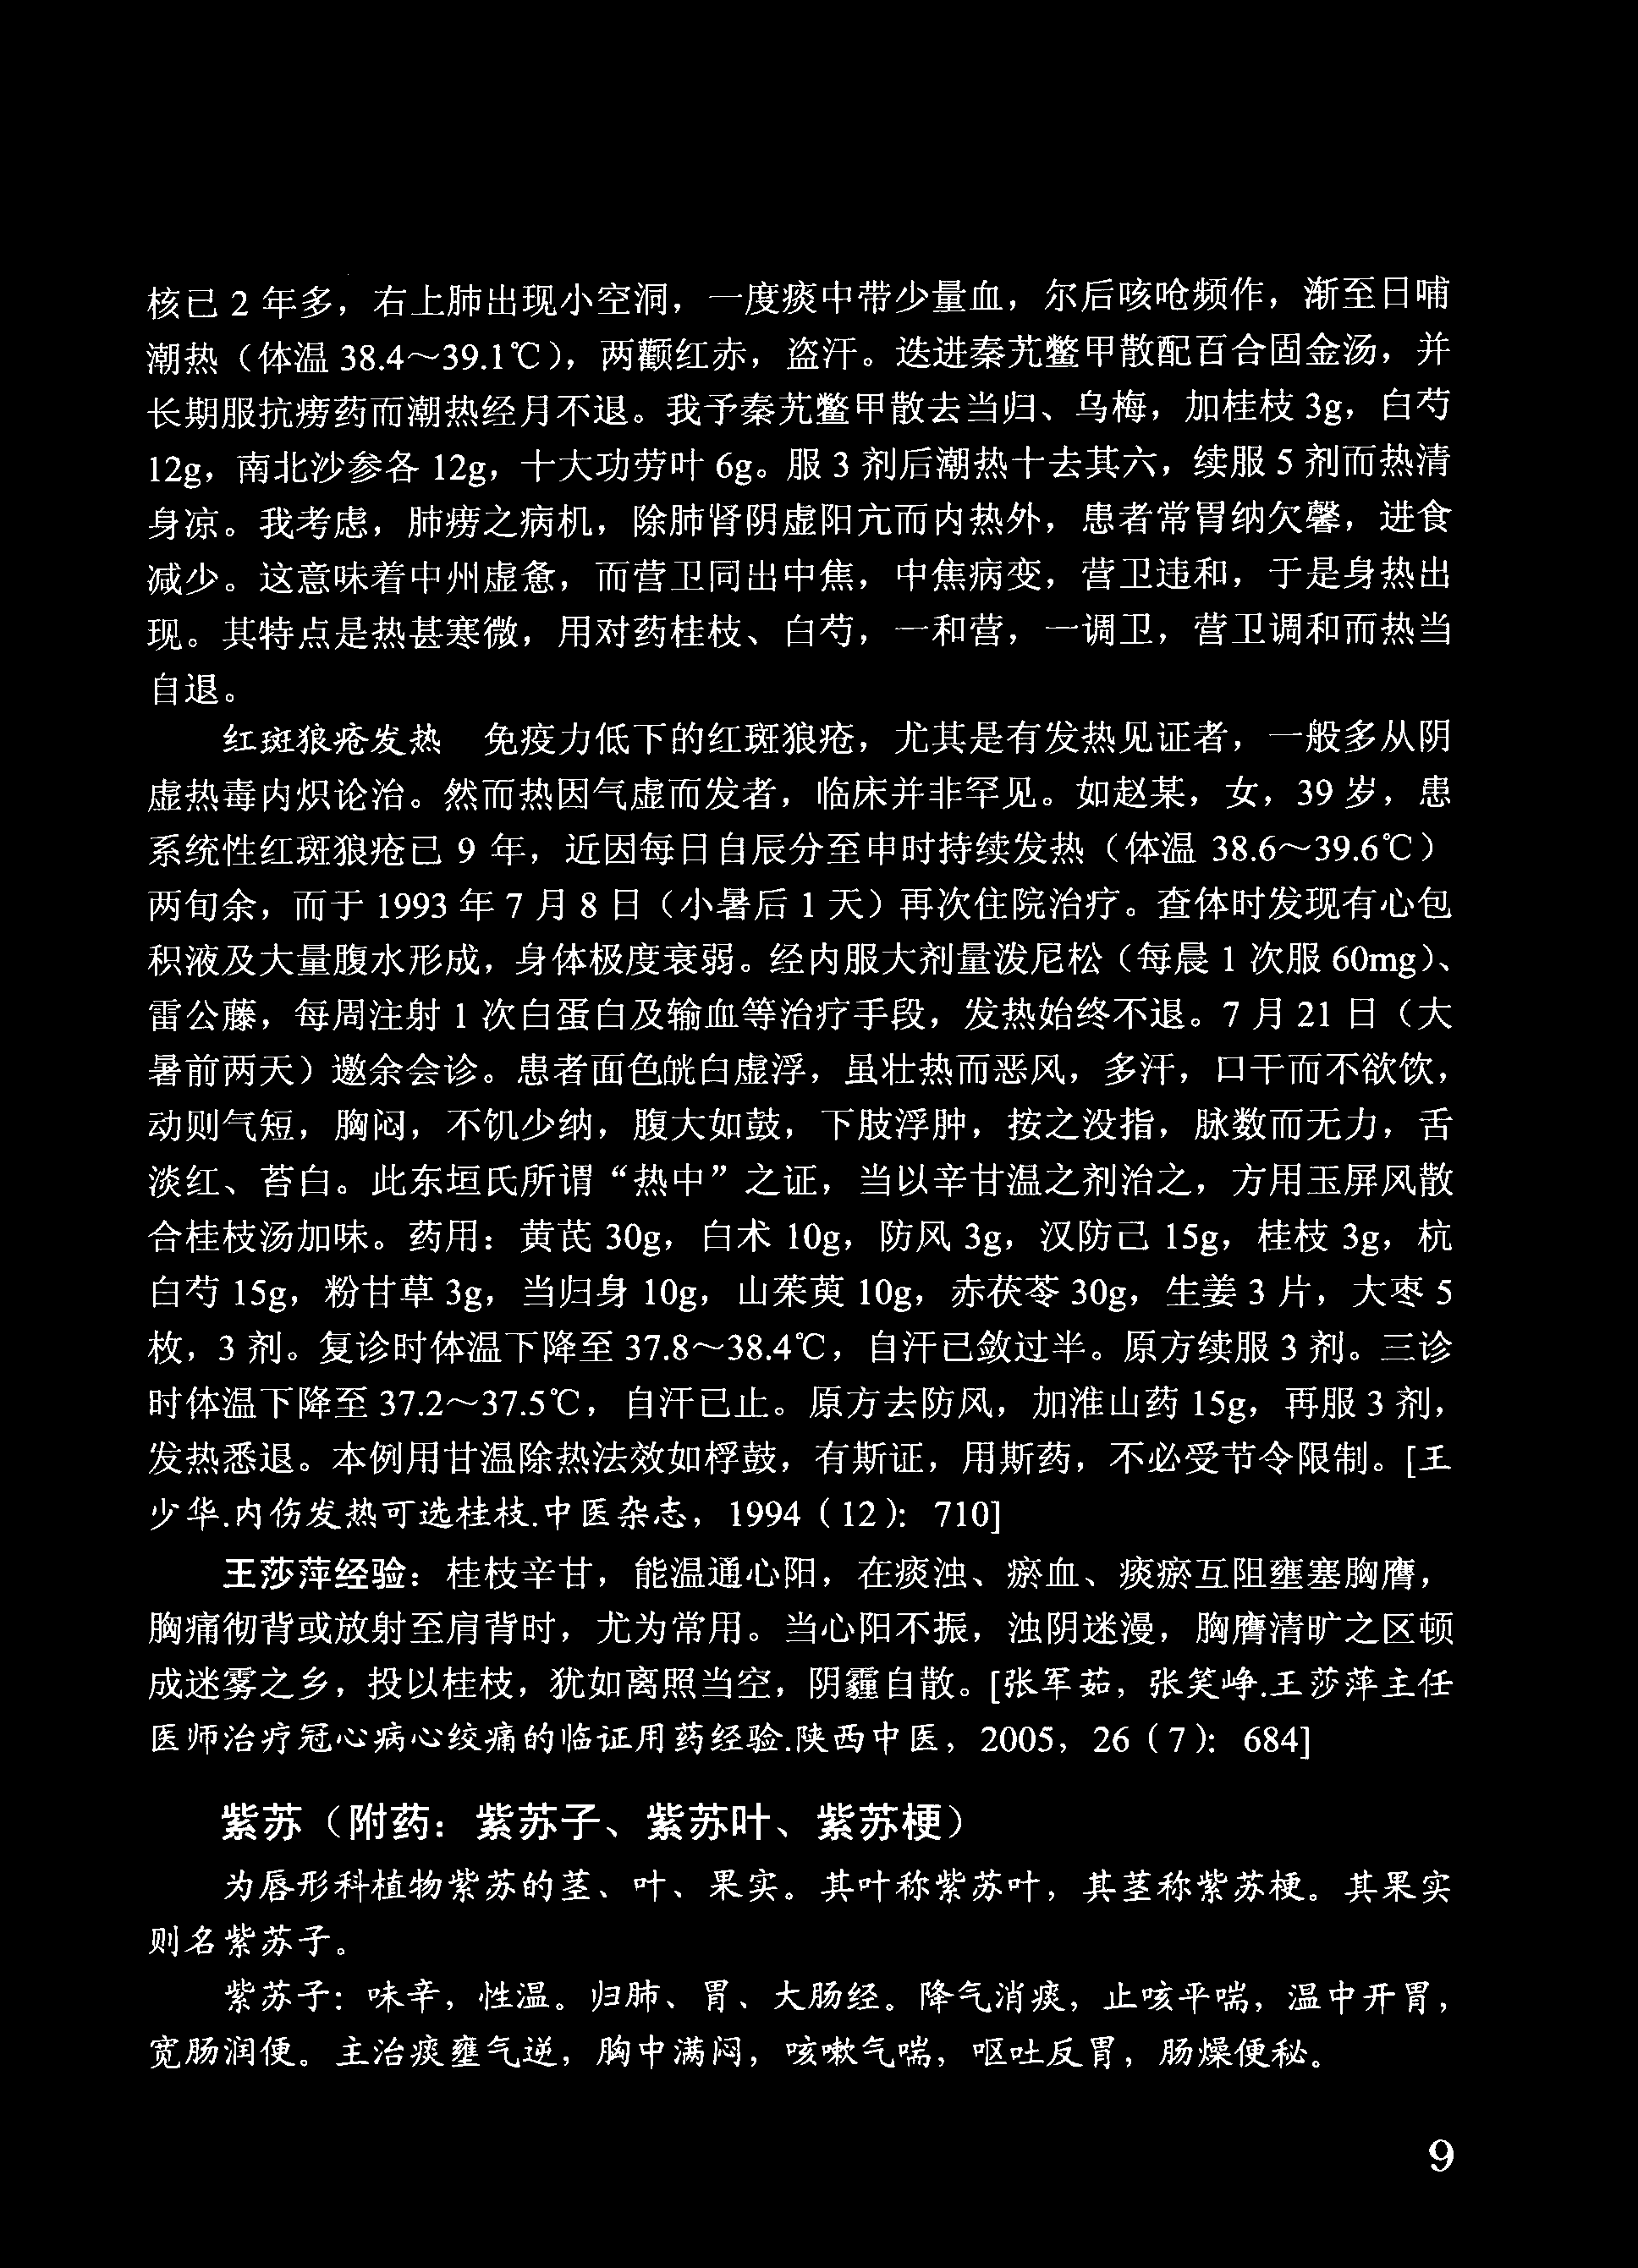 核已 2 年多，右上肺出现小空洞，一度痰中带少量血，尔后咳呛频作，渐至日哺
潮热（体温 38.4～39.1℃），两颧红赤，盗汗。迭进秦艽鳖甲散配百合固金汤，并
长期服抗痨药而潮热经月不退。我予秦艽鳖甲散去当归、乌梅，加桂枝 3g，白芍
12g，南北沙参各 12g，十大功劳叶 6g。服 3 剂后潮热十去其六，续服 5 剂而热清
身凉。我考虑，肺痨之病机，除肺肾阴虚阳亢而内热外，患者常胃纳欠馨，进食
减少。这意味着中州虚惫，而营卫同出中焦，中焦病变，营卫违和，于是身热出
现。其特点是热甚寒微，用对药桂枝、白芍，一和营，一调卫，营卫调和而热当
自退。
红斑狼疮发热　免疫力低下的红斑狼疮，尤其是有发热见证者，一般多从阴
虚热毒内炽论治。然而热因气虚而发者，临床并非罕见。如赵某，女，39 岁，患
系统性红斑狼疮已 9 年，近因每日自辰分至申时持续发热（体温 38.6～39.6℃）
两旬余，而于 1993 年 7 月 8 日（小暑后 1 天）再次住院治疗。查体时发现有心包
积液及大量腹水形成，身体极度衰弱。经内服大剂量泼尼松（每晨 1 次服 60mg）、
雷公藤，每周注射 1 次白蛋白及输血等治疗手段，发热始终不退。7 月 21 日（大
暑前两天）邀余会诊。患者面色㿠白虚浮，虽壮热而恶风，多汗，口干而不欲饮，
动则气短，胸闷，不饥少纳，腹大如鼓，下肢浮肿，按之没指，脉数而无力，舌
淡红、苔白。此东垣氏所谓“热中”之证，当以辛甘温之剂治之，方用玉屏风散
合桂枝汤加味。药用：黄芪 30g，白术 10g，防风 3g，汉防己 15g，桂枝 3g，杭
白芍 15g，粉甘草 3g，当归身 10g，山茱萸 10g，赤茯苓 30g，生姜 3 片，大枣 5
枚，3 剂。复诊时体温下降至 37.8～38.4℃，自汗已敛过半。原方续服 3 剂。三诊
时体温下降至 37.2～37.5℃，自汗已止。原方去防风，加淮山药 15g，再服 3 剂，
发热悉退。本例用甘温除热法效如桴鼓，有斯证，用斯药，不必受节令限制。[王
少华.内伤发热可选桂枝.中医杂志，1994（12）：710]
王莎萍经验：桂枝辛甘，能温通心阳，在痰浊、瘀血、痰瘀互阻壅塞胸膺，
胸痛彻背或放射至肩背时，尤为常用。当心阳不振，浊阴迷漫，胸膺清旷之区顿
成迷雾之乡，投以桂枝，犹如离照当空，阴霾自散。[张军茹，张笑峥.王莎萍主任
医师治疗冠心病心绞痛的临证用药经验.陕西中医，2005，26（7）：684]
紫苏（附药：紫苏子、紫苏叶、紫苏梗）
为唇形科植物紫苏的茎、叶、果实。其叶称紫苏叶，其茎称紫苏梗。其果实
则名紫苏子。
紫苏子：味辛，性温。归肺、胃、大肠经。降气消痰，止咳平喘，温中开胃，
宽肠润便。主治痰壅气逆，胸中满闷，咳嗽气喘，呕吐反胃，肠燥便秘。
9